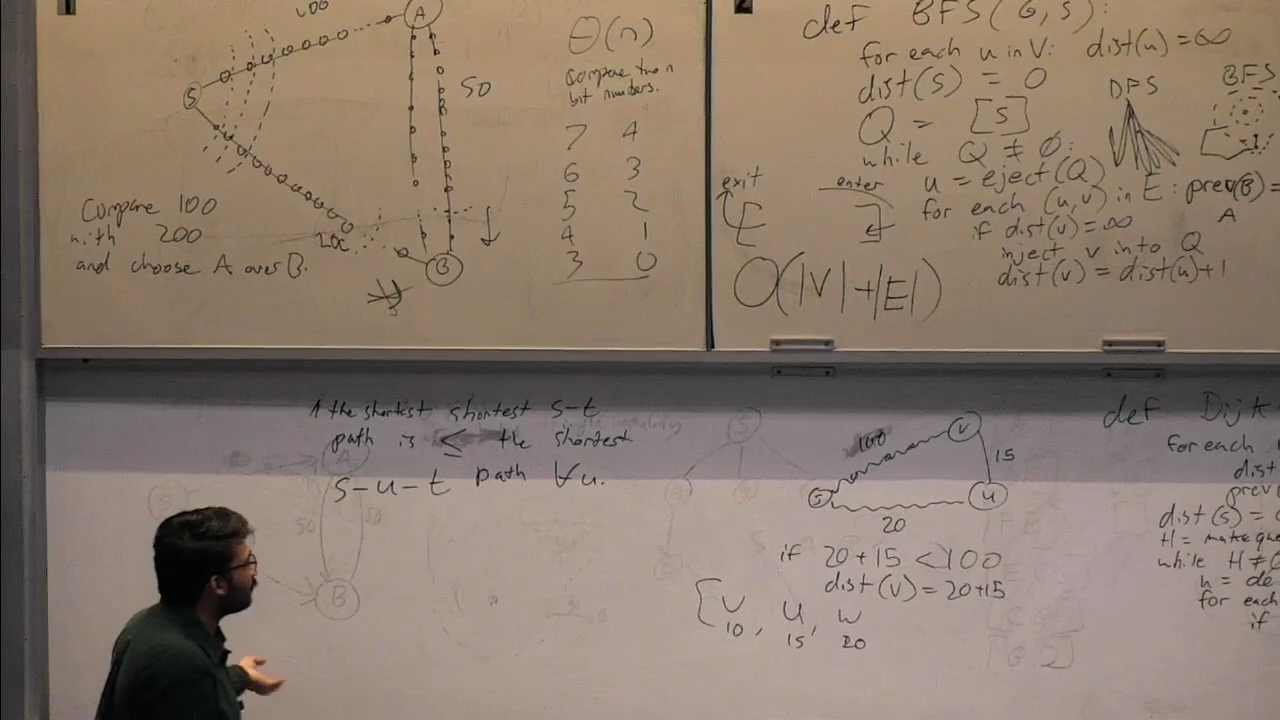 1
100
A
S
50
200
B
Compare 100
with 200
and choose A over B.
Θ(n)
Compare two n
bit numbers.
7 4
6 3
5 2
4 1
3 0
2
def BFS(G,s):
for each u in V: dist(u) = ∞
dist(s) = 0
Q = [s]
while Q ≠ ∅:
u = eject(Q)
for each (u,v) in E: prev(B) =
A
if dist(v) = ∞
inject v into Q
dist(v) = dist(u)+1
DFS
BFS
exit
enter
O(|V|+|E|)
1 the shortest shortest s-t
path is ≤ the shortest
s-u-t path ∀u.
100
V
15
S
U
20
if 20+15 < 100
dist(v) = 20+15
[V U W
10, 15, 20
def Dijk
for each
dist
prev
dist(s) =
H = makeque
while H ≠
u = de
for each
if
A
S
50
50
B
S